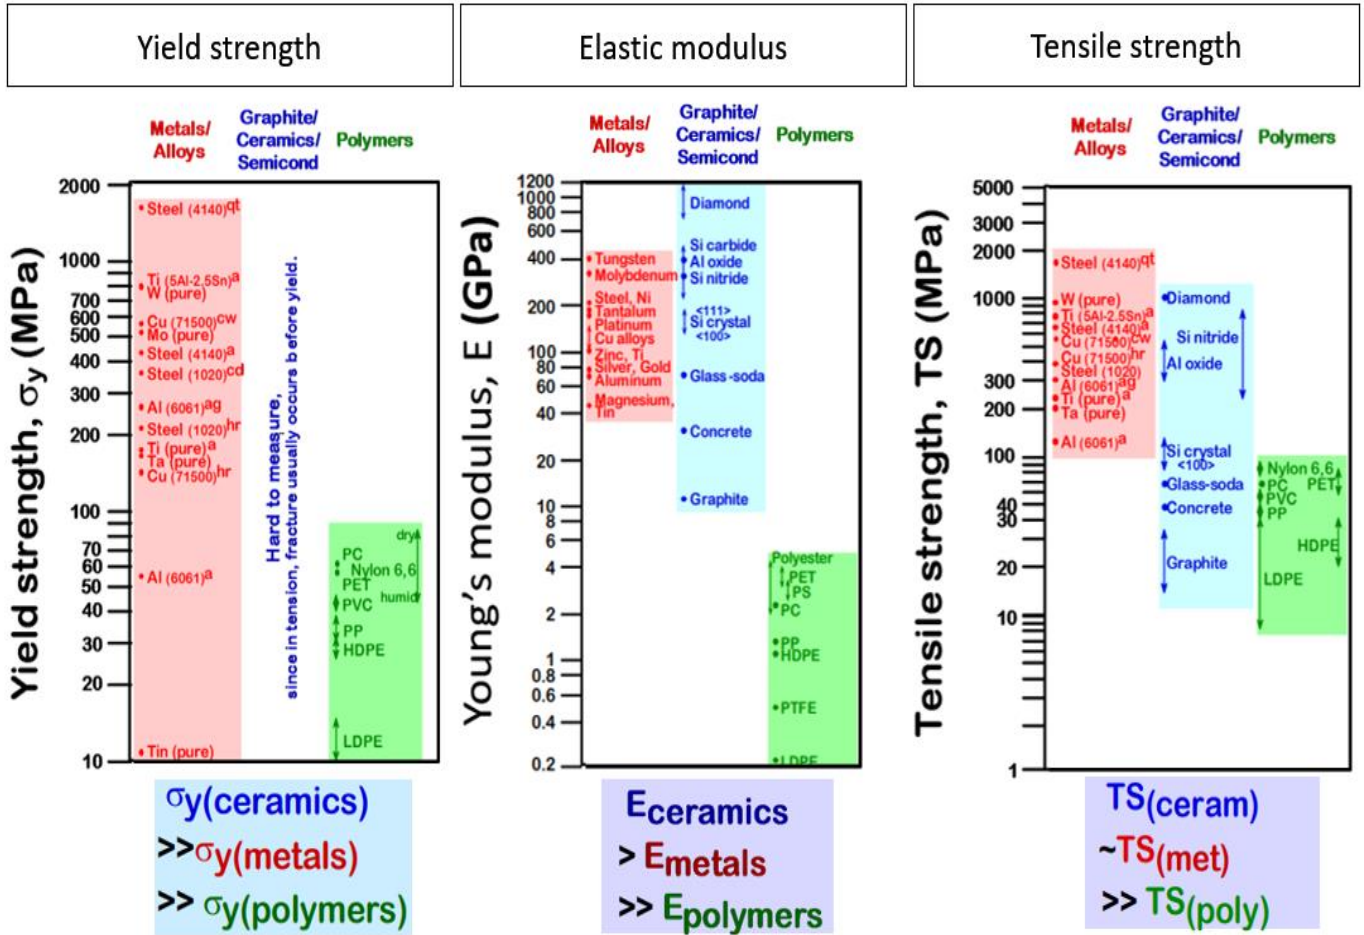 Yield strength
Elastic modulus
Tensile strength
Metals/
Alloys
Graphite/
Ceramics/
Semicond
Polymers
Yield strength, σy (MPa)
2000
1000
700
600
500
400
300
200
100
70
60
50
40
30
20
10
Steel (4140)qt
Ti (5Al-2.5Sn)a
W (pure)
Cu (71500)cw
Mo (pure)
Steel (4140)a
Steel (1020)cd
Al (6061)ag
Steel (1020)hr
Ti (pure)a
Ta (pure)
Cu (71500)hr
Al (6061)a
Tin (pure)
Hard to measure,
since in tension, fracture usually occurs before yield.
dry
PC
Nylon 6,6
PET
humid
PVC
PP
HDPE
LDPE
σy(ceramics)
>>σy(metals)
>> σy(polymers)
Metals/
Alloys
Graphite/
Ceramics/
Semicond
Polymers
Young's modulus, E (GPa)
1200
1000
800
600
400
200
100
80
60
40
20
10
8
6
4
2
1
0.8
0.6
0.4
0.2
Tungsten
Molybdenum
Steel, Ni
Tantalum
Platinum
Cu alloys
Zinc, Ti
Silver, Gold
Aluminum
Magnesium,
Tin
Diamond
Si carbide
Al oxide
Si nitride
<111>
Si crystal
<100>
Glass-soda
Concrete
Graphite
Polyester
PET
PS
PC
PP
HDPE
PTFE
LDPE
Eceramics
> Emetals
>> Epolymers
Metals/
Alloys
Graphite/
Ceramics/
Semicond
Polymers
Tensile strength, TS (MPa)
5000
3000
2000
1000
300
200
100
40
30
20
10
1
Steel (4140)qt
W (pure)
Ti (5Al-2.5Sn)a
Steel (4140)a
Cu (71500)cw
Cu (71500)hr
Steel (1020)
Al (6061)ag
Ti (pure)a
Ta (pure)
Al (6061)a
Diamond
Si nitride
Al oxide
Si crystal
<100>
Glass-soda
Concrete
Graphite
Nylon 6,6
PC
PET
PVC
PP
HDPE
LDPE
TS(ceram)
~TS(met)
>> TS(poly)